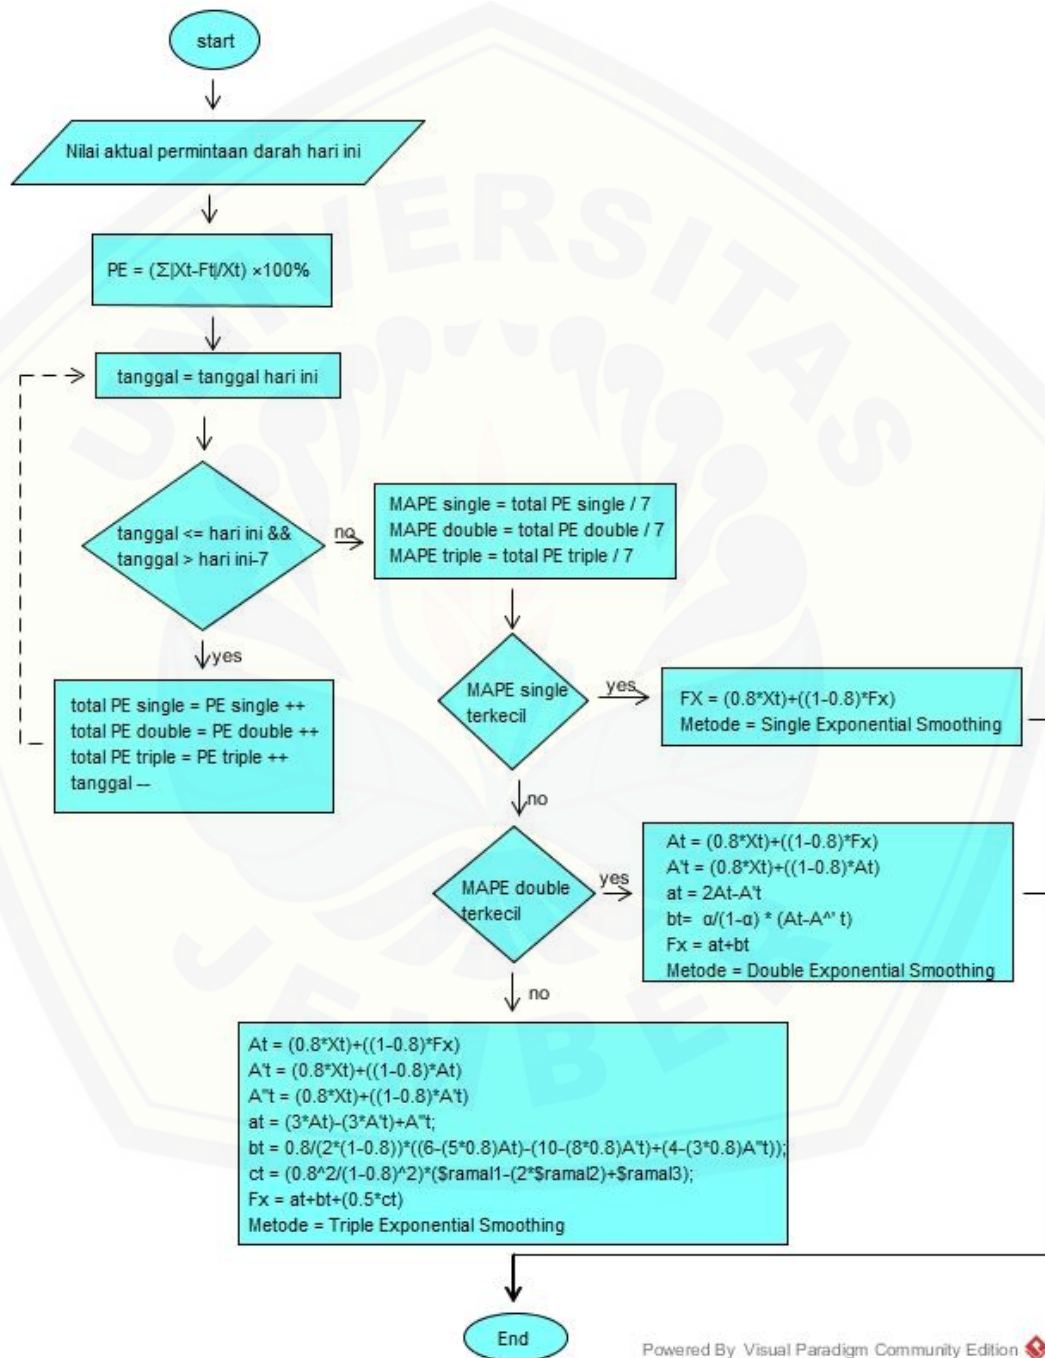 start
Nilai aktual permintaan darah hari ini
PE = (Σ|Xt-Ft|/Xt) ×100%
tanggal = tanggal hari ini
tanggal <= hari ini &&
tanggal > hari ini-7
no
MAPE single = total PE single / 7
MAPE double = total PE double / 7
MAPE triple = total PE triple / 7
yes
total PE single = PE single ++
total PE double = PE double ++
total PE triple = PE triple ++
tanggal --
MAPE single
terkecil
yes
FX = (0.8*Xt)+((1-0.8)*Fx)
Metode = Single Exponential Smoothing
no
MAPE double
terkecil
yes
At = (0.8*Xt)+((1-0.8)*Fx)
A't = (0.8*Xt)+((1-0.8)*At)
at = 2At-A't
bt= α/(1-α) * (At-A^' t)
Fx = at+bt
Metode = Double Exponential Smoothing
no
At = (0.8*Xt)+((1-0.8)*Fx)
A't = (0.8*Xt)+((1-0.8)*At)
A''t = (0.8*Xt)+((1-0.8)*A't)
at = (3*At)-(3*A't)+A''t;
bt = 0.8/(2*(1-0.8))*((6-(5*0.8)At)-(10-(8*0.8)A't)+(4-(3*0.8)A''t));
ct = (0.8^2/(1-0.8)^2)*($ramal1-(2*$ramal2)+$ramal3);
Fx = at+bt+(0.5*ct)
Metode = Triple Exponential Smoothing
End
UNIVERSITAS
JEMBER
Powered By Visual Paradigm Community Edition